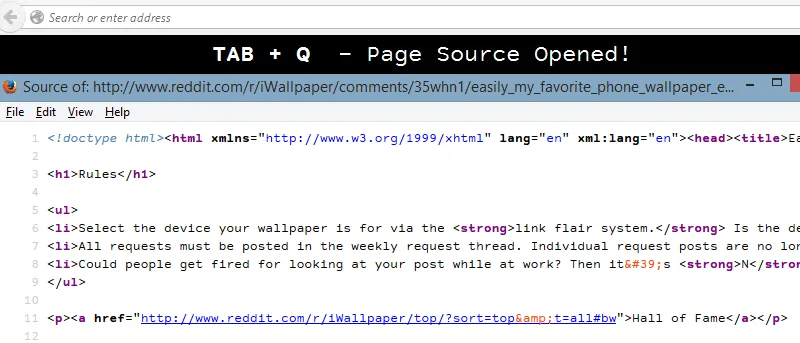 Search or enter address
TAB + Q – Page Source Opened!
Source of: http://www.reddit.com/r/iWallpaper/comments/35whn1/easily_my_favorite_phone_wallpaper_e...
File Edit View Help
1 <!doctype html><html xmlns="http://www.w3.org/1999/xhtml" lang="en" xml:lang="en"><head><title>Ea
2
3 <h1>Rules</h1>
4
5 <ul>
6 <li>Select the device your wallpaper is for via the <strong>link flair system.</strong> Is the de
7 <li>All requests must be posted in the weekly request thread. Individual request posts are no lon
8 <li>Could people get fired for looking at your post while at work? Then it&#39;s <strong>N</stron
9 </ul>
10
11 <p><a href="http://www.reddit.com/r/iWallpaper/top/?sort=top&amp;t=all#bw">Hall of Fame</a></p>
12